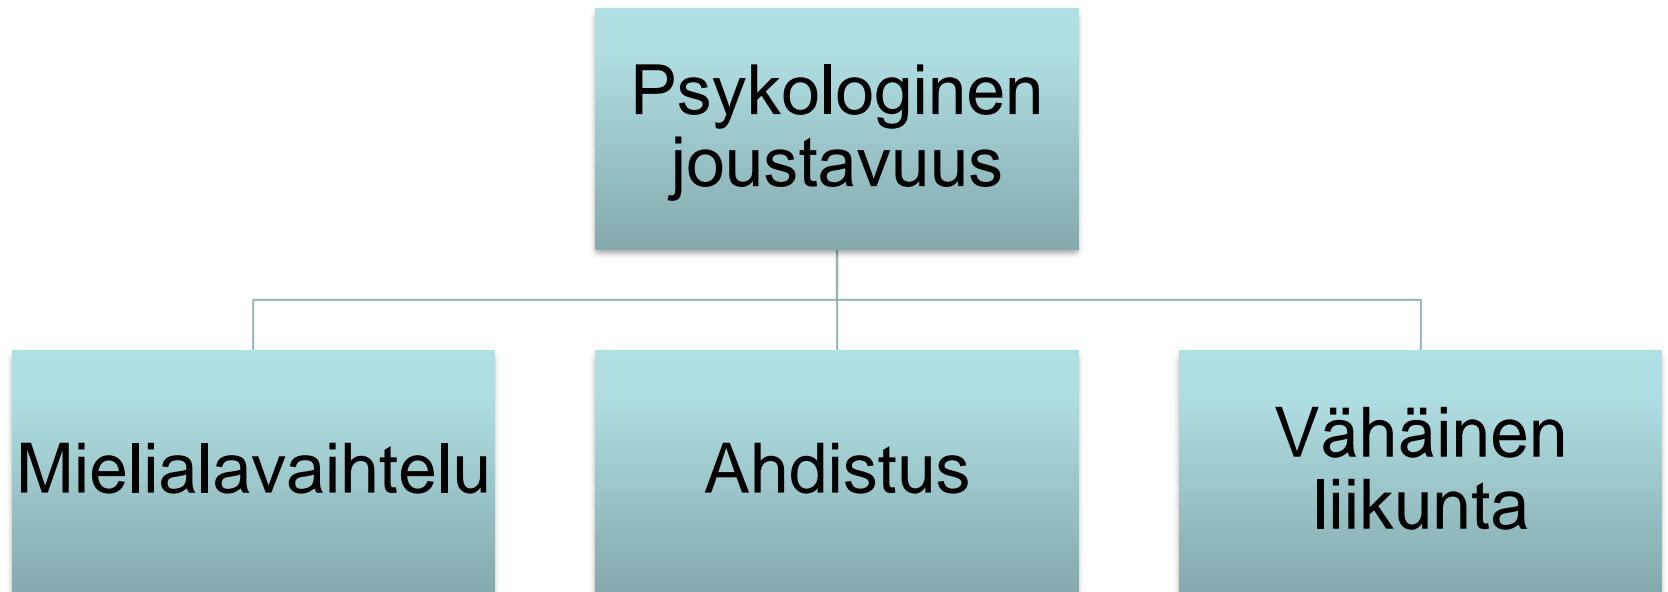 Psykologinen
joustavuus
Mielialavaihtelu
Ahdistus
Vähäinen
liikunta